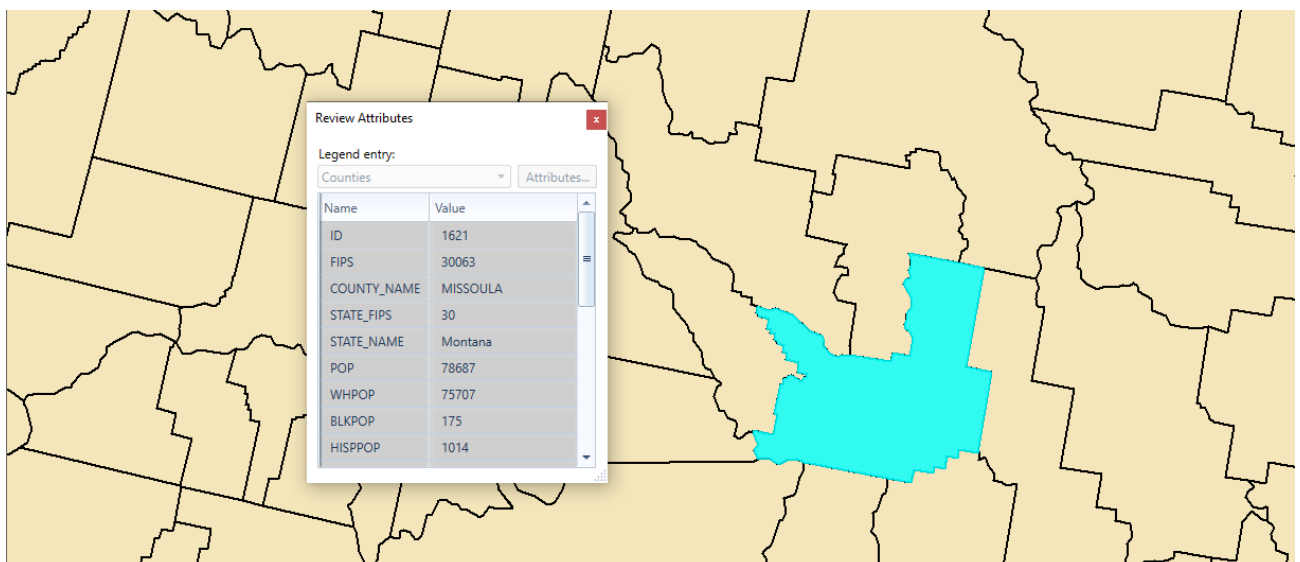 Review Attributes
x
Legend entry:
Counties Attributes...
Name Value
ID 1621
FIPS 30063
COUNTY_NAME MISSOULA
STATE_FIPS 30
STATE_NAME Montana
POP 78687
WHPOP 75707
BLKPOP 175
HISPPOP 1014